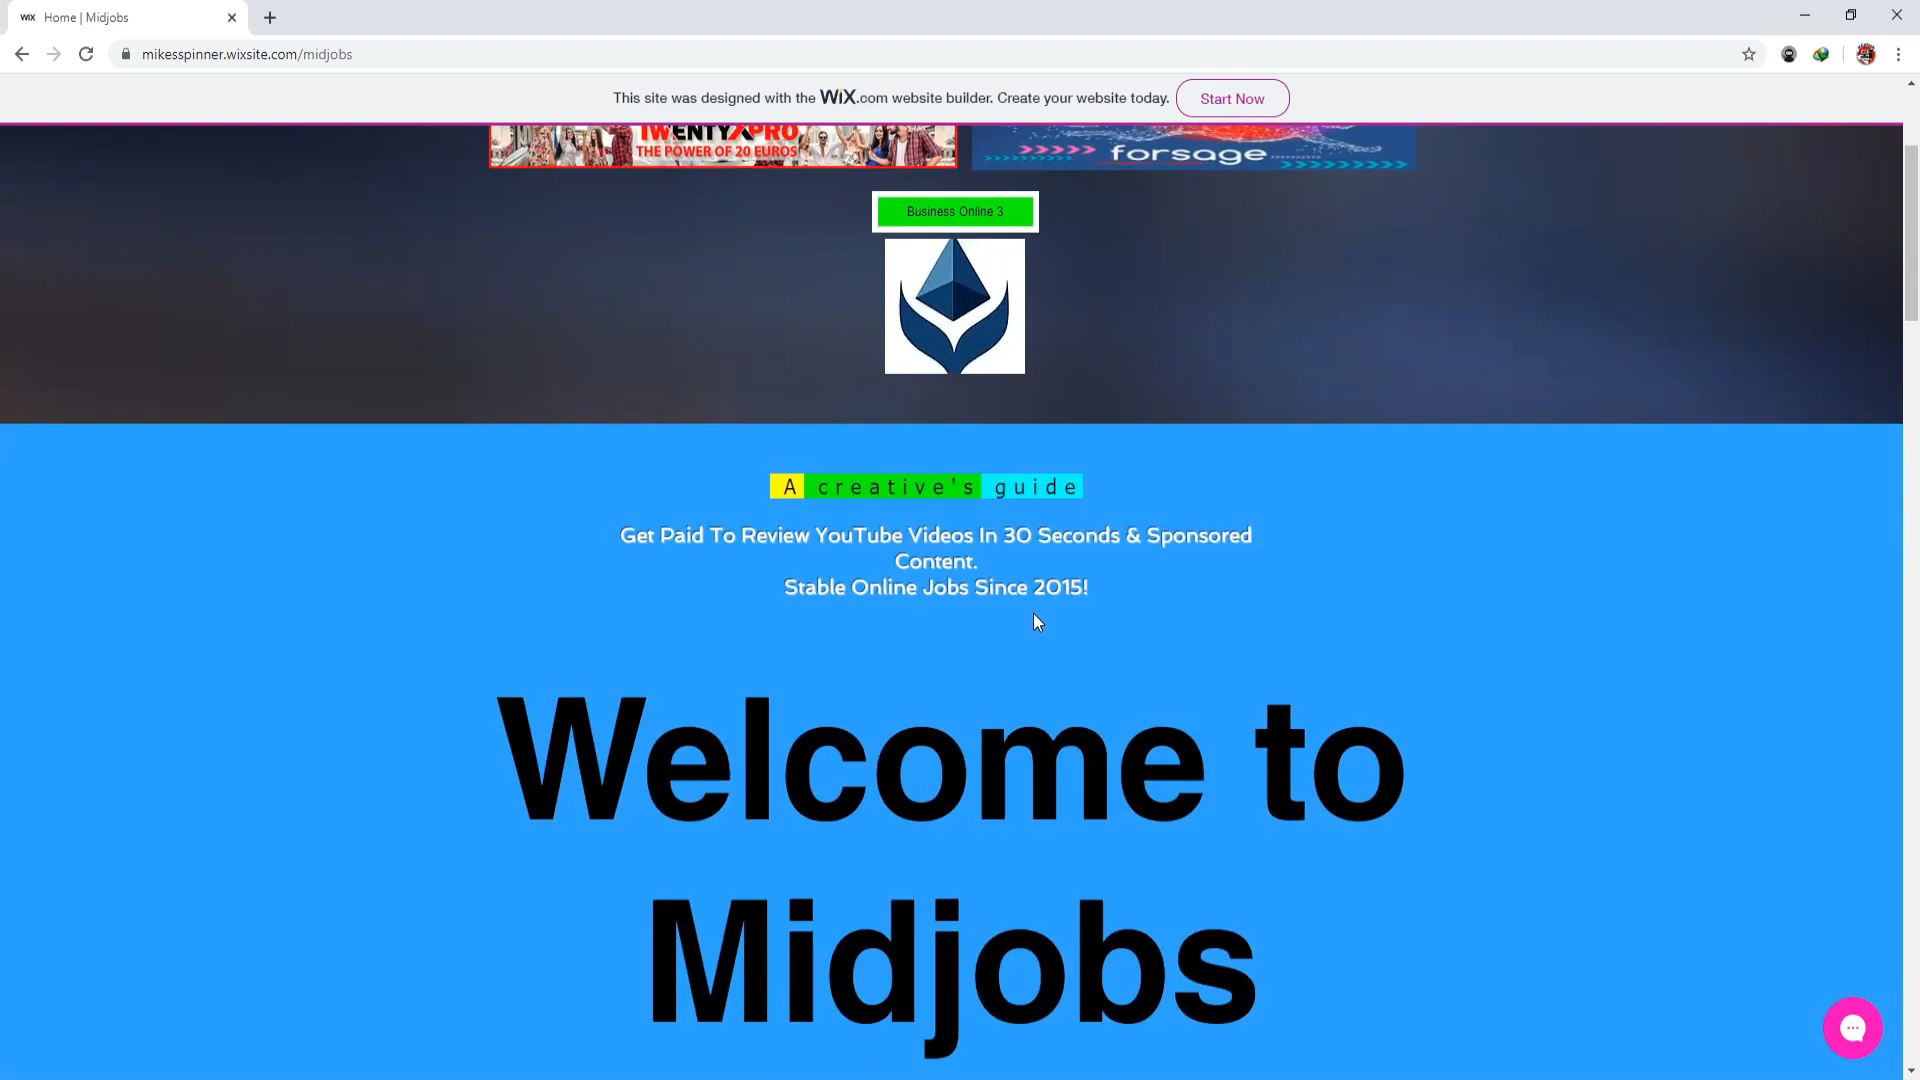 WiX Home | Midjobs
mikesspinner.wixsite.com/midjobs
This site was designed with the WiX.com website builder. Create your website today. Start Now
TWENTYXPRO
THE POWER OF 20 EUROS
forsage
Business Online 3
A creative's guide
Get Paid To Review YouTube Videos In 30 Seconds & Sponsored
Content.
Stable Online Jobs Since 2015!
Welcome to
Midjobs